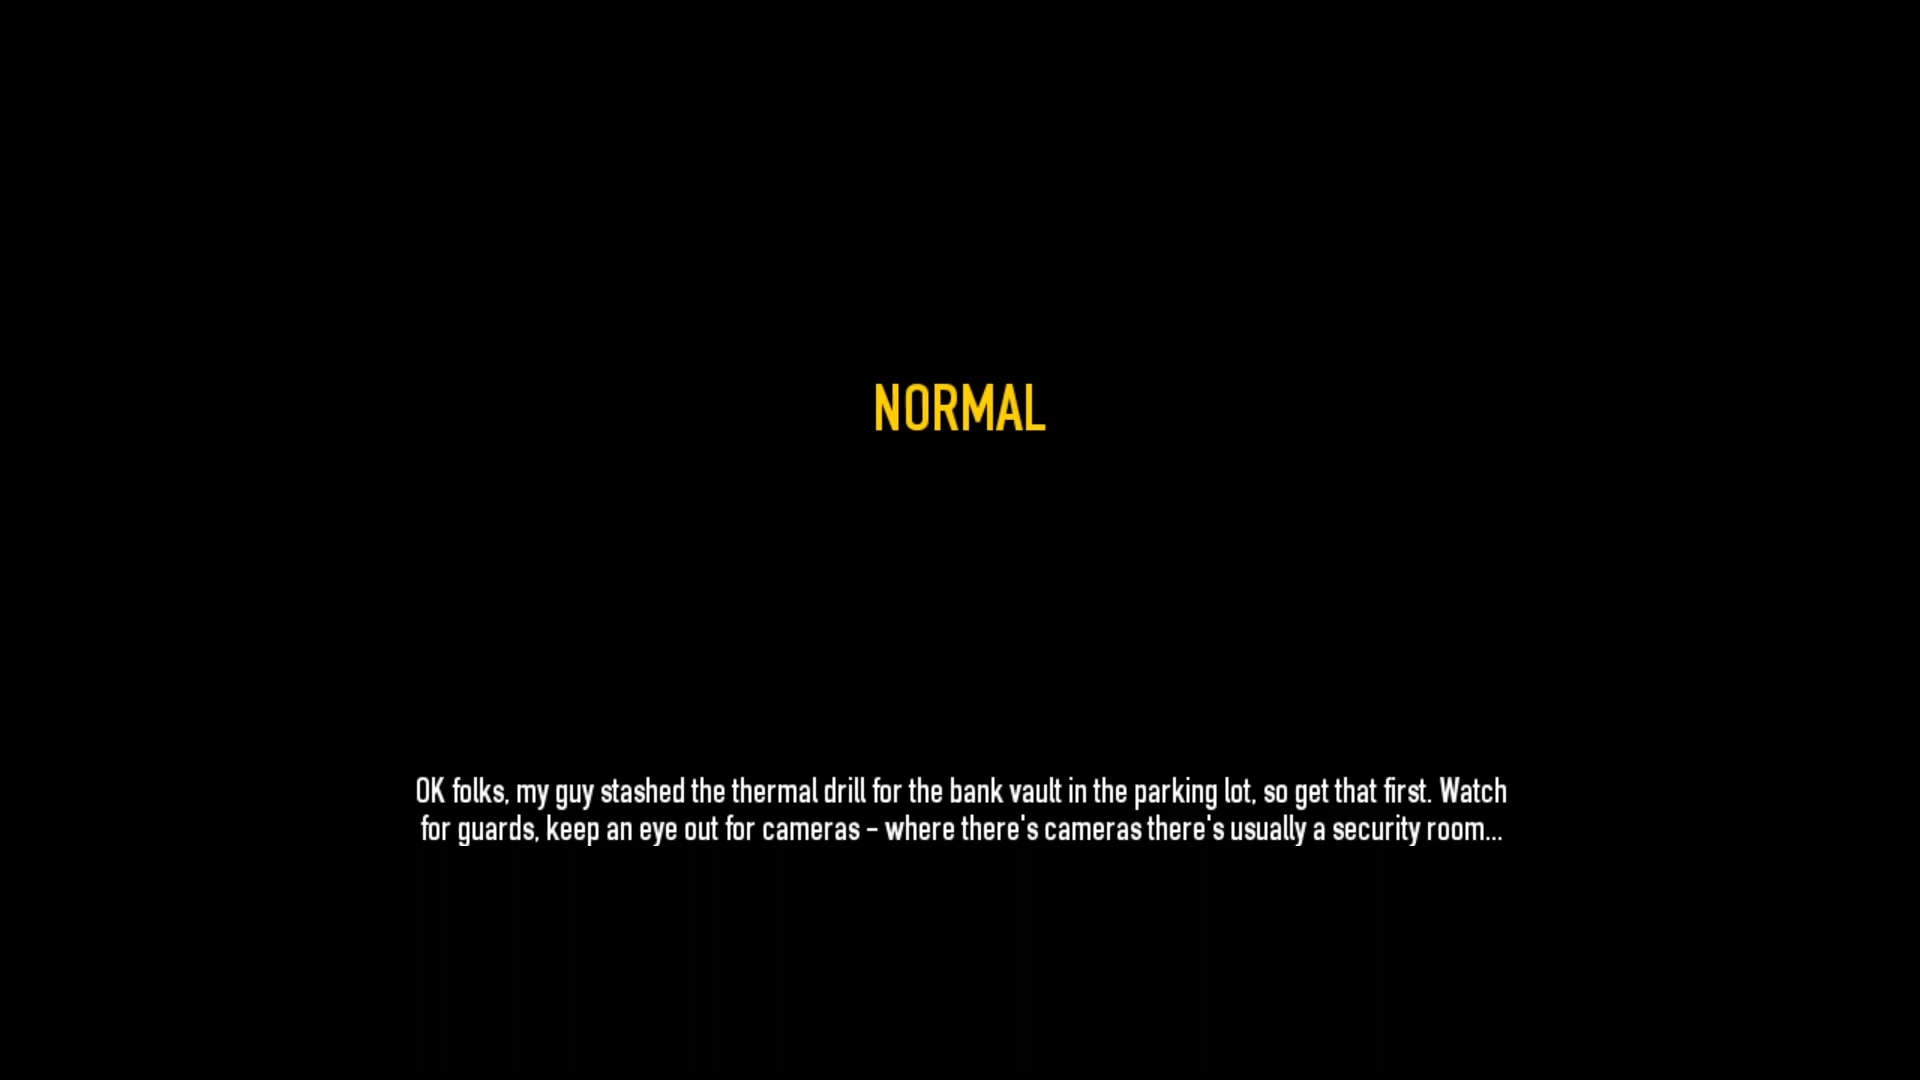 NORMAL
OK folks, my guy stashed the thermal drill for the bank vault in the parking lot, so get that first. Watch
for guards, keep an eye out for cameras - where there's cameras there's usually a security room...